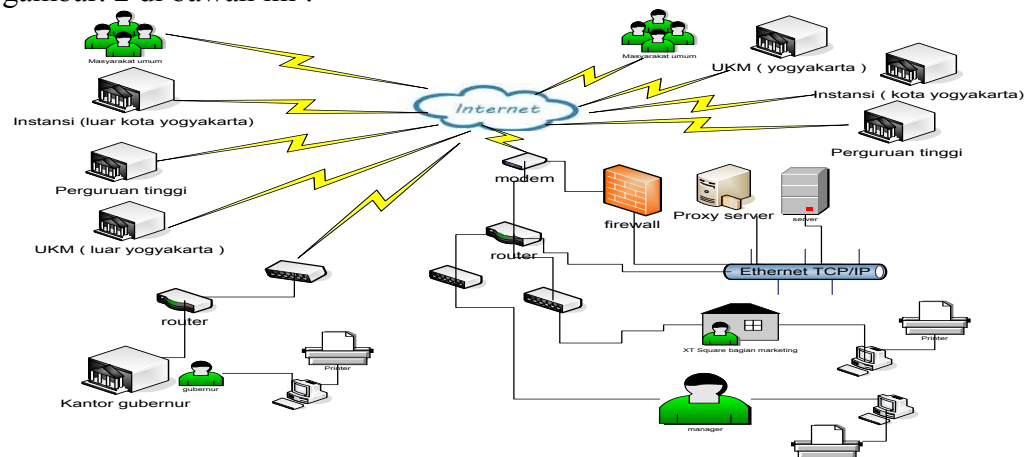 Masyarakat umum
Masyarakat umum
UKM ( yogyakarta )
Instansi (luar kota yogyakarta)
Internet
Instansi ( kota yogyakarta)
Perguruan tinggi
Perguruan tinggi
modem
firewall
Proxy server
server
UKM ( luar yogyakarta )
router
Ethernet TCP/IP
router
Printer
XT Square bagian marketing
Printer
Kantor gubernur
gubernur
manager